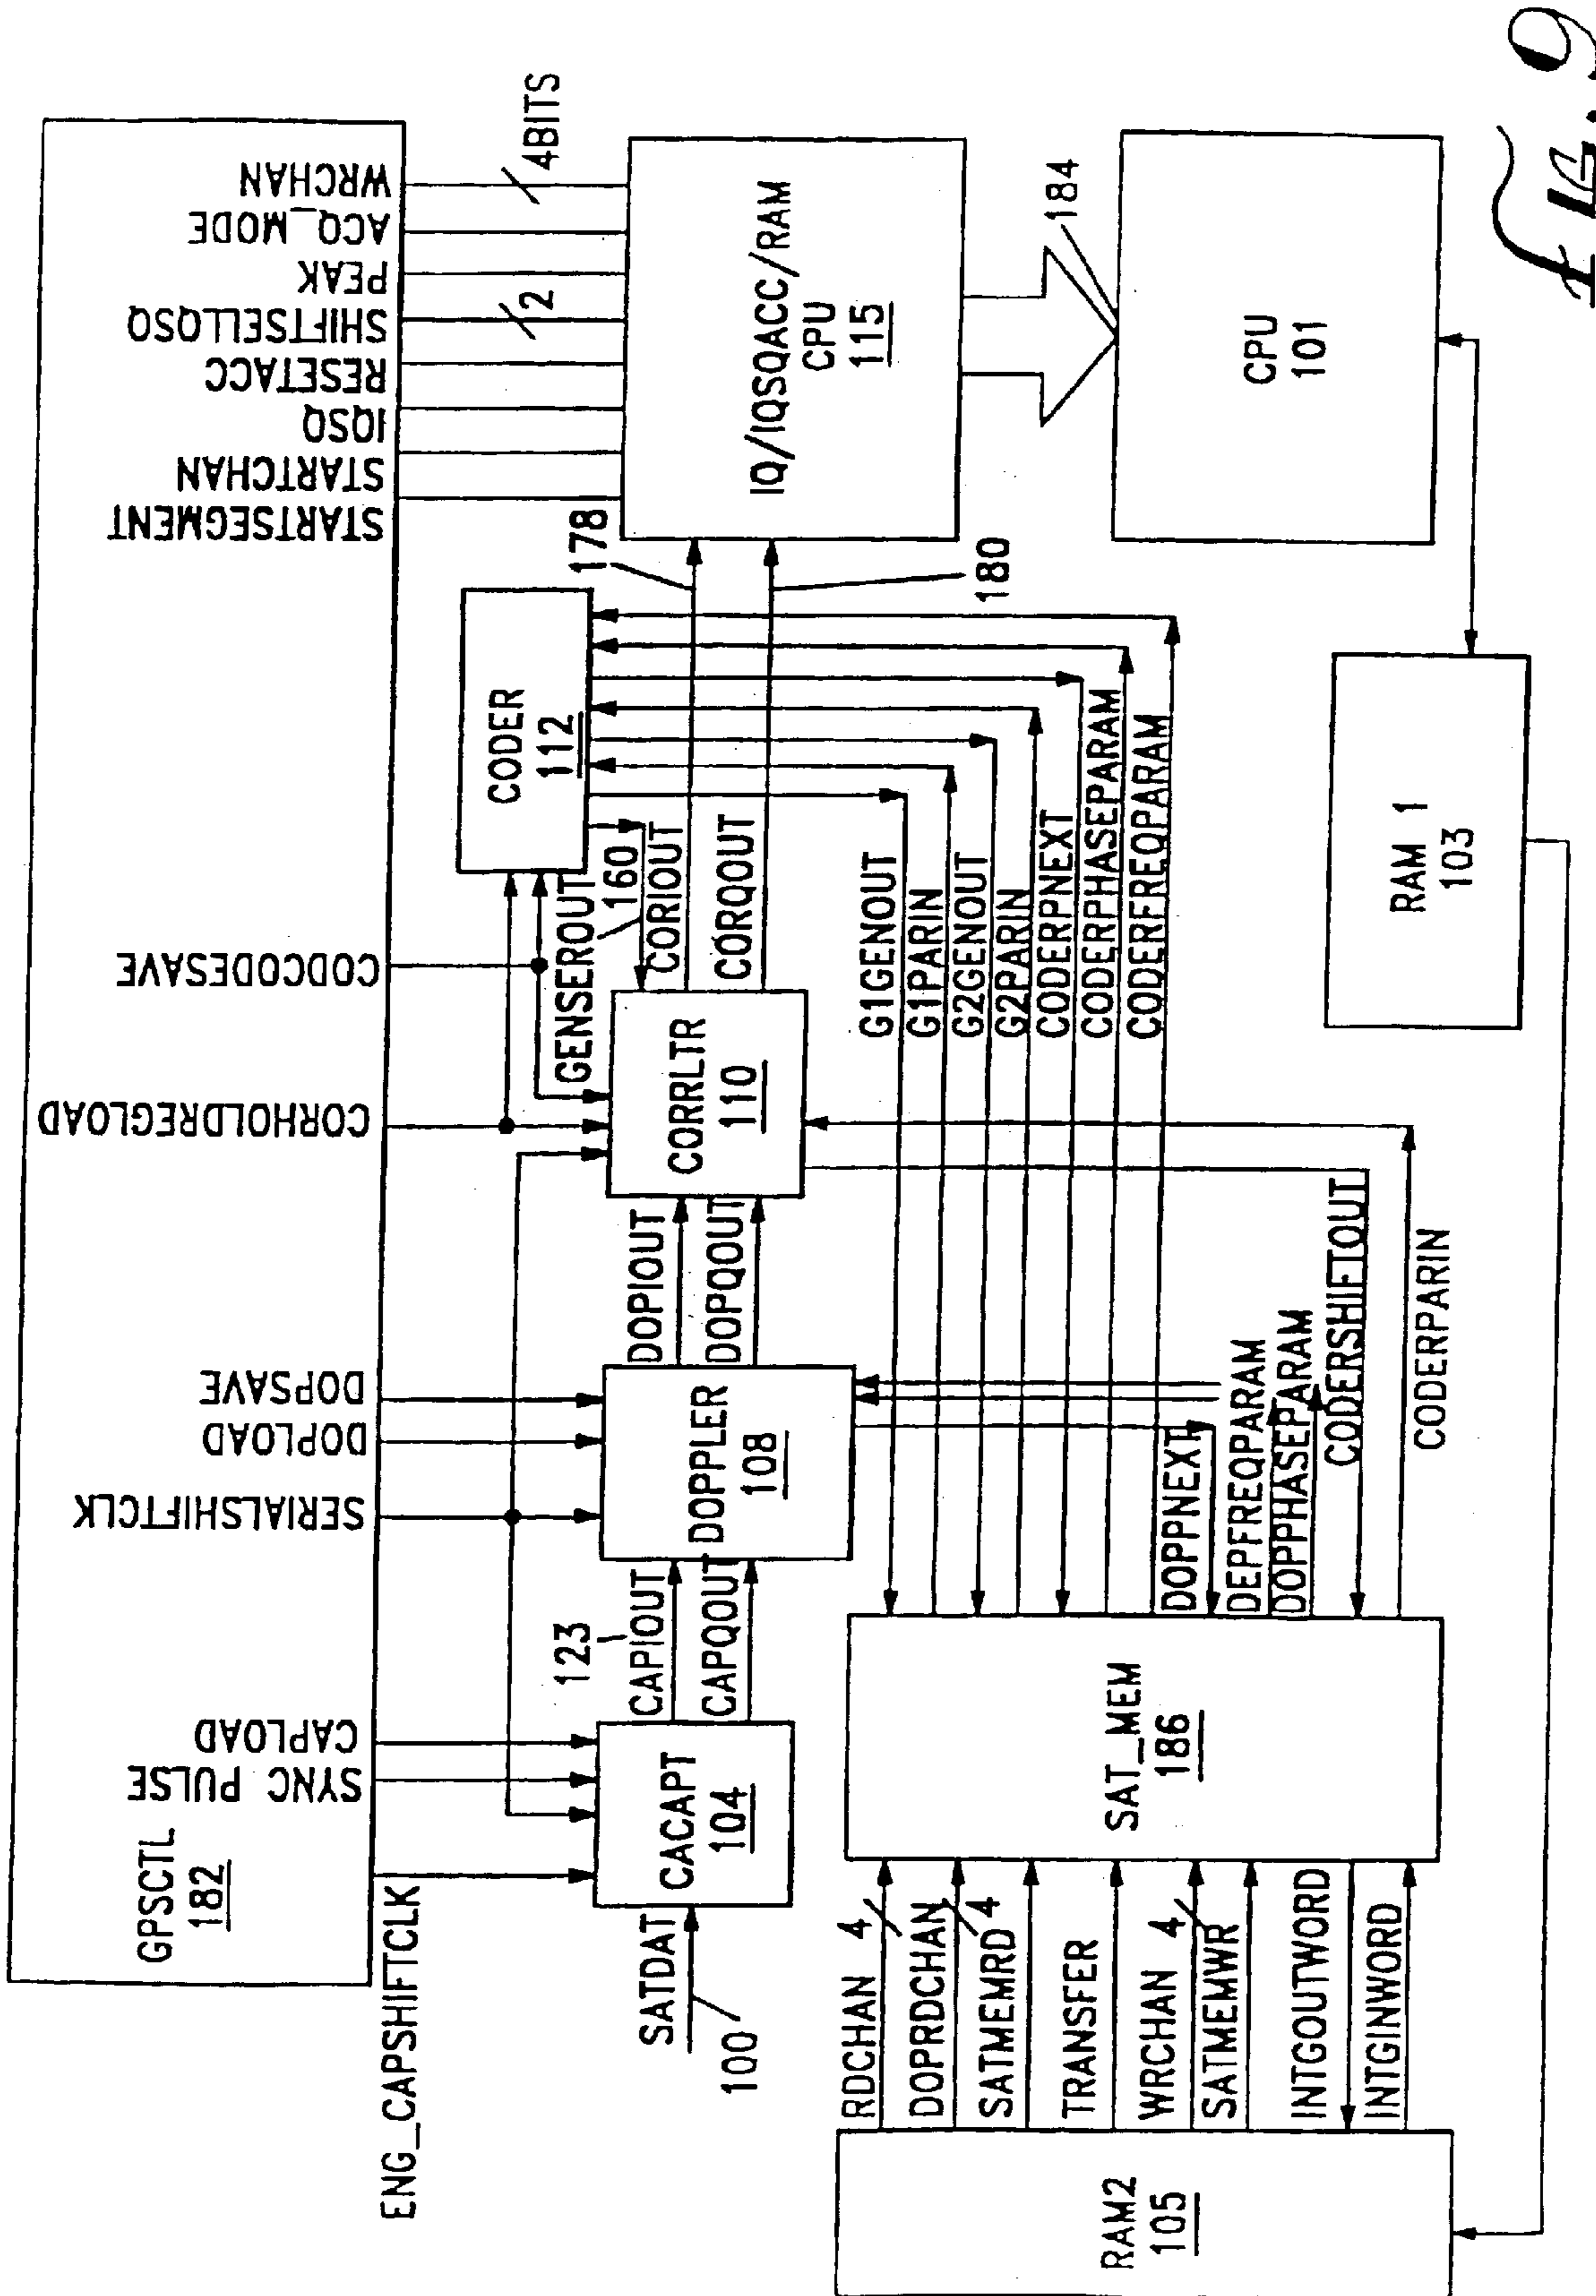 GPSCTL
182
ENG_CAPSHIFTCLK
SYNC PULSE
CAPLOAD
SERIALSHIFTCLK
DOPLOAD
DOPSAVE
CORHOLDREGLOAD
CODCODESAVE
STARTSEGMENT
STARTCHAN
IQSQ
RESETACC
SHIFTSELLQSQ
2
PEAK
ACQ_MODE
WRCHAN
4BITS
SATDAT
100
CACAPT
104
123
CAPIOUT
CAPQOUT
DOPPLER
108
DOPIOUT
DOPQOUT
CORRLTR
110
GENSEROUT
160
CORIOUT
CORQOUT
CODER
112
178
180
IQ/IQSQACC/RAM
CPU
115
184
CPU
101
G1GENOUT
G1PARIN
G2GENOUT
G2PARIN
CODERPNEXT
CODERPHASEPARAM
CODERFREQPARAM
DOPPNEXT
DEPFREQPARAM
DOPPHASEPARAM
CODERSHIFTOUT
CODERPARIN
SAT_MEM
186
RDCHAN 4
DOPRDCHAN 4
SATMEMRD
TRANSFER
WRCHAN 4
SATMEMWR
INTGOUTWORD
INTGINWORD
RAM2
105
RAM 1
103
FIG. 9